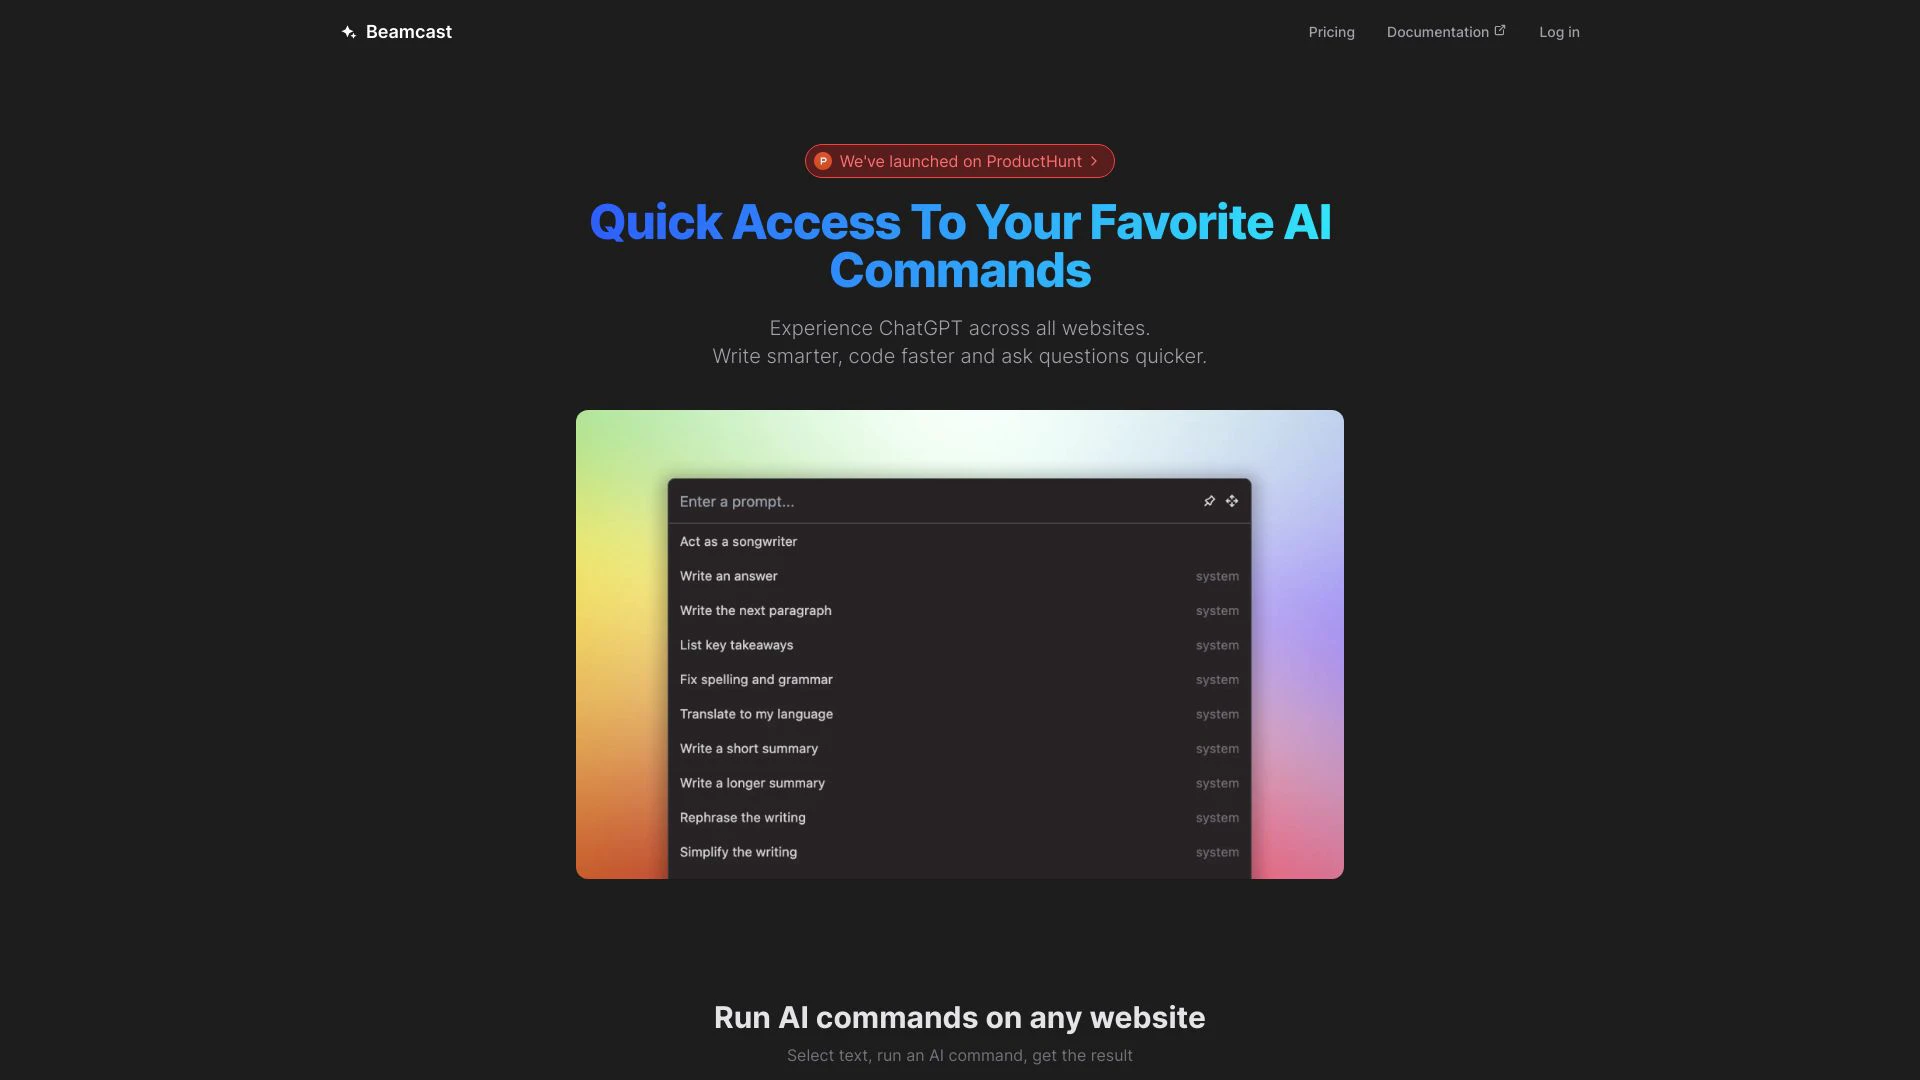 Beamcast
Pricing
Documentation
Log in
P
We've launched on ProductHunt
Quick Access To Your Favorite AI
Commands
Experience ChatGPT across all websites.
Write smarter, code faster and ask questions quicker.
Enter a prompt...
Act as a songwriter
Write an answer system
Write the next paragraph system
List key takeaways system
Fix spelling and grammar system
Translate to my language system
Write a short summary system
Write a longer summary system
Rephrase the writing system
Simplify the writing system
Run AI commands on any website
Select text, run an AI command, get the result